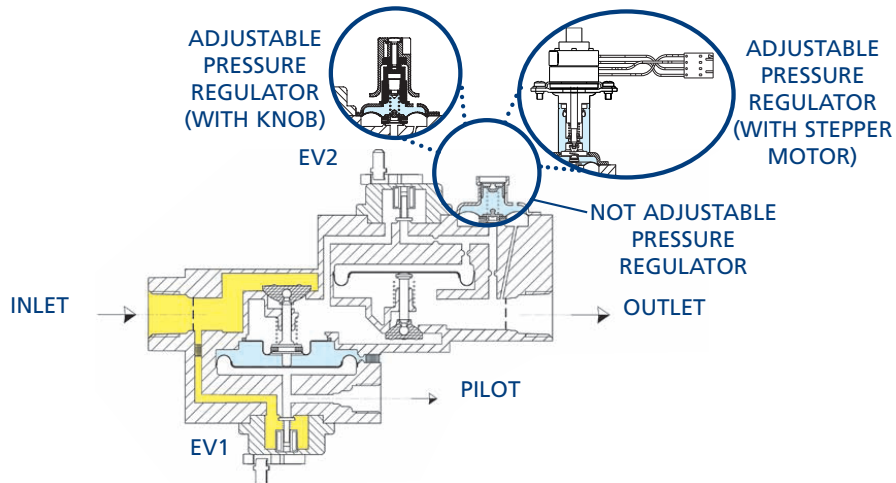 ADJUSTABLE
PRESSURE
REGULATOR
(WITH KNOB)
ADJUSTABLE
PRESSURE
REGULATOR
(WITH STEPPER
MOTOR)
EV2
NOT ADJUSTABLE
PRESSURE
REGULATOR
INLET
OUTLET
PILOT
EV1